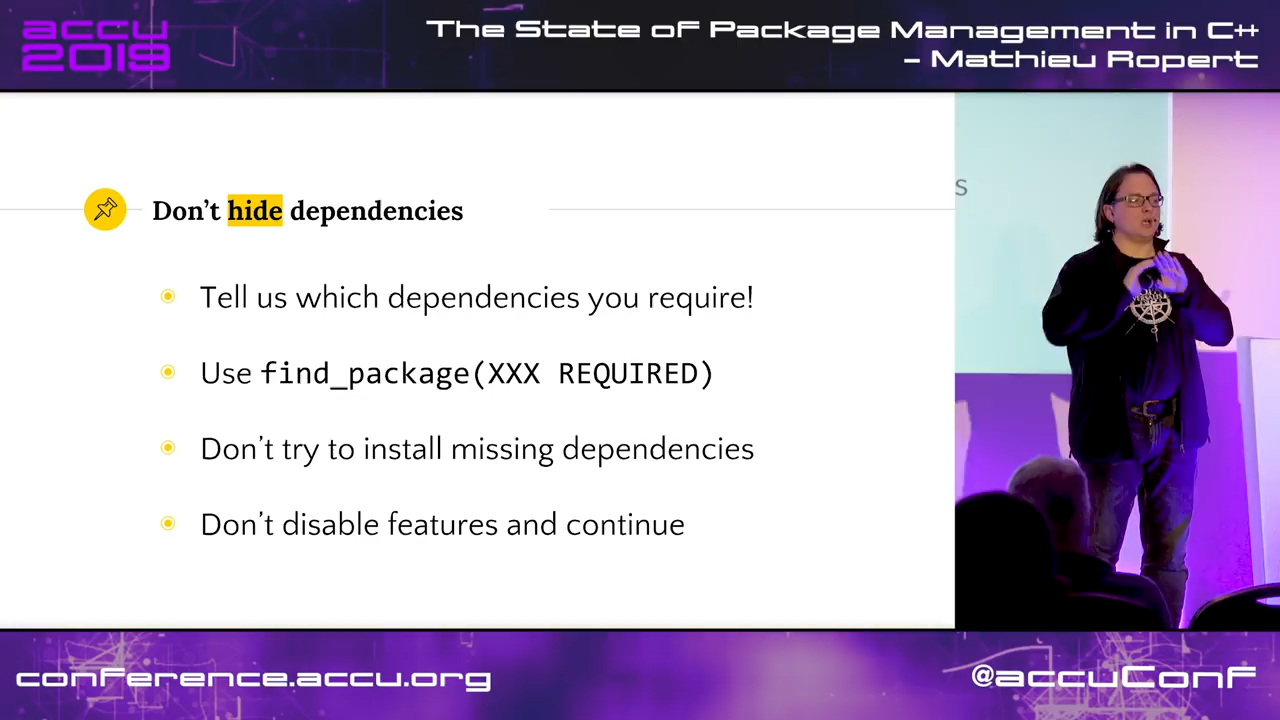 accu
2019
The State of Package Management in C++
– Mathieu Ropert
Don't hide dependencies
s
Tell us which dependencies you require!
Use find_package(XXX REQUIRED)
Don't try to install missing dependencies
Don't disable features and continue
conference.accu.org
@accuConf